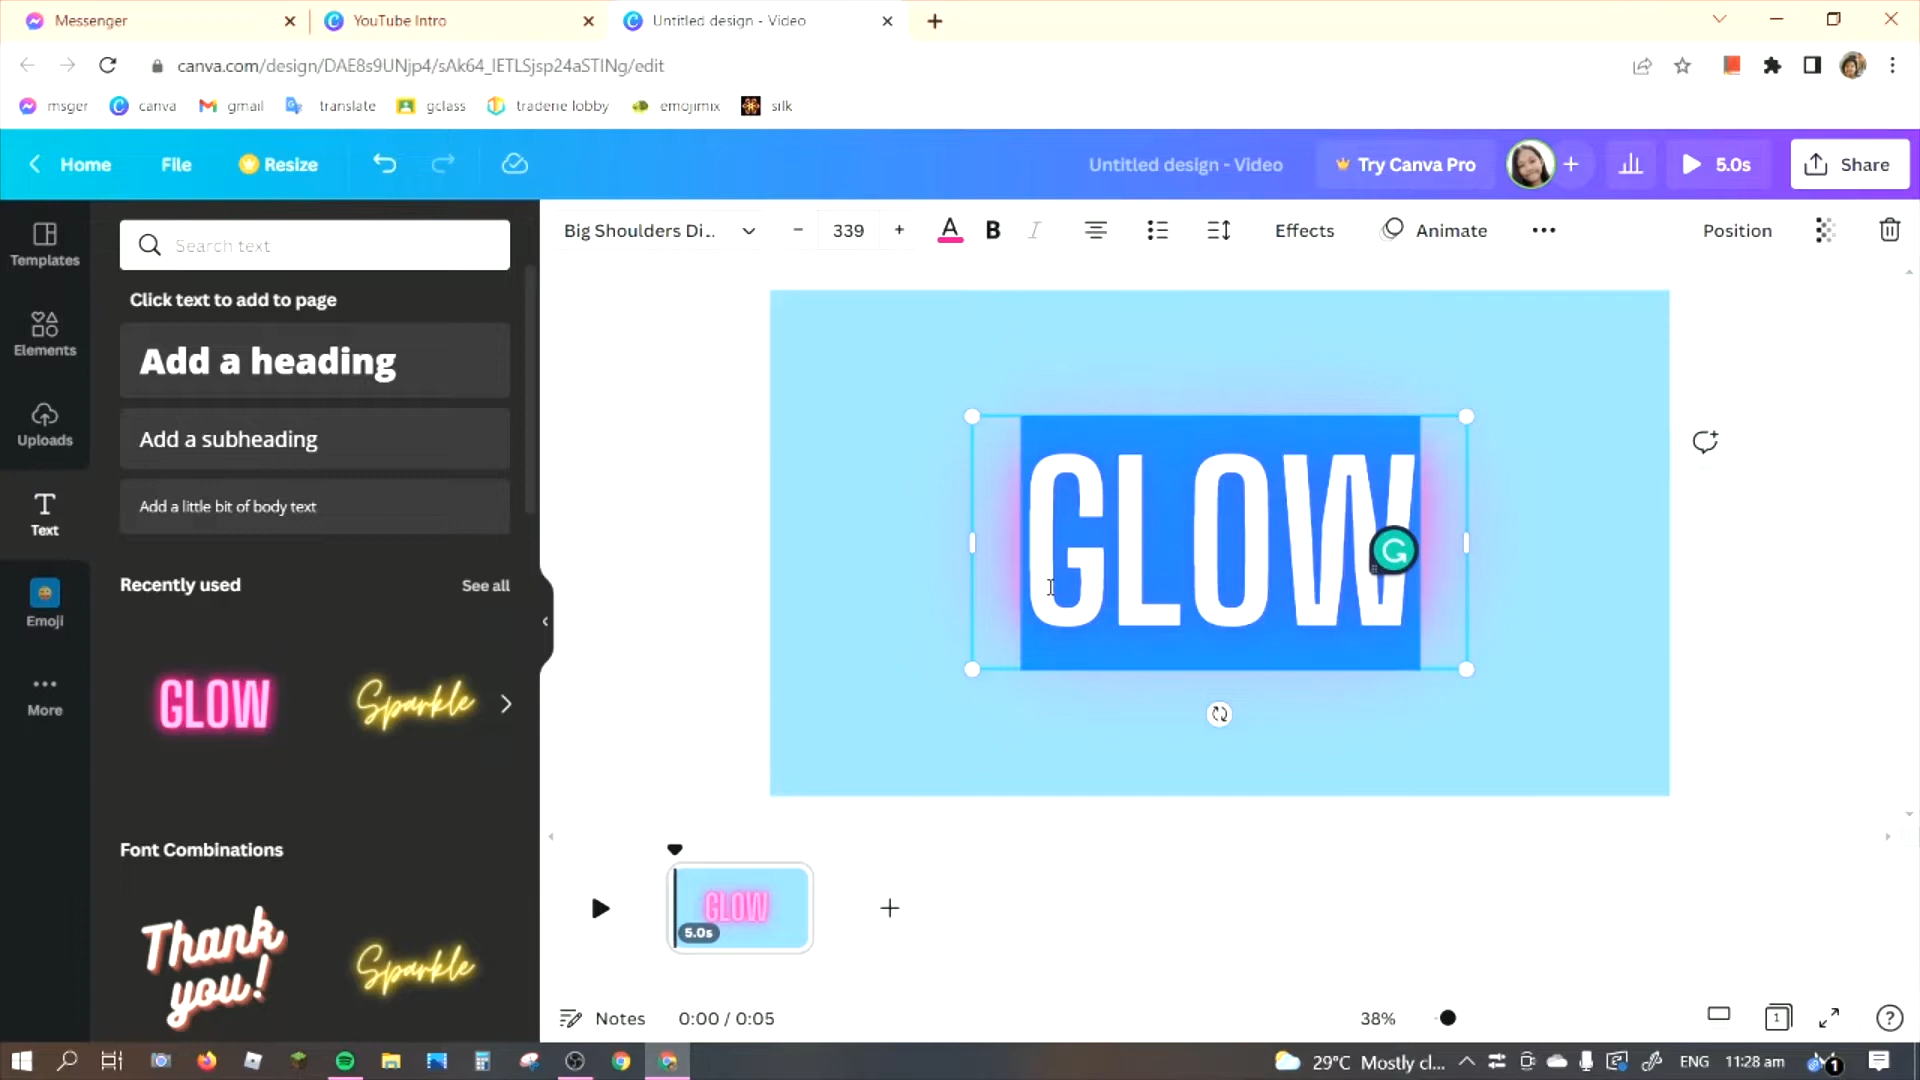 Messenger
YouTube Intro
Untitled design - Video
canva.com/design/DAE8s9UNjp4/sAk64_IETLSjsp24aSTINg/edit
msger
canva
gmail
translate
gclass
traderie lobby
emojimix
silk
Home
File
Resize
Untitled design - Video
Try Canva Pro
5.0s
Share
Templates
Elements
Uploads
Text
Emoji
More
Search text
Click text to add to page
Add a heading
Add a subheading
Add a little bit of body text
Recently used
See all
GLOW
Sparkle
Font Combinations
Thank
you!
Sparkle
Big Shoulders Di...
339
A
B
I
Effects
Animate
Position
GLOW
GLOW
5.0s
Notes
0:00 / 0:05
38%
1
29°C Mostly cl...
ENG
11:28 am
1